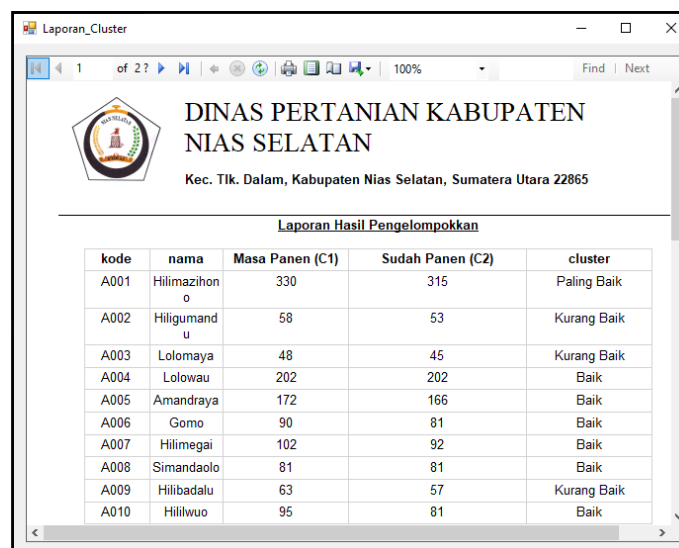 Laporan_Cluster
1 of 2? 100% Find | Next
NIAS SELATAN
DINAS PERTANIAN KABUPATEN
NIAS SELATAN
Kec. Tlk. Dalam, Kabupaten Nias Selatan, Sumatera Utara 22865
Laporan Hasil Pengelompokkan
kode nama Masa Panen (C1) Sudah Panen (C2) cluster
A001 Hilimazihon 330 315 Paling Baik
o
A002 Hiligumand 58 53 Kurang Baik
u
A003 Lolomaya 48 45 Kurang Baik
A004 Lolowau 202 202 Baik
A005 Amandraya 172 166 Baik
A006 Gomo 90 81 Baik
A007 Hilimegai 102 92 Baik
A008 Simandaolo 81 81 Baik
A009 Hilibadalu 63 57 Kurang Baik
A010 Hililwuo 95 81 Baik